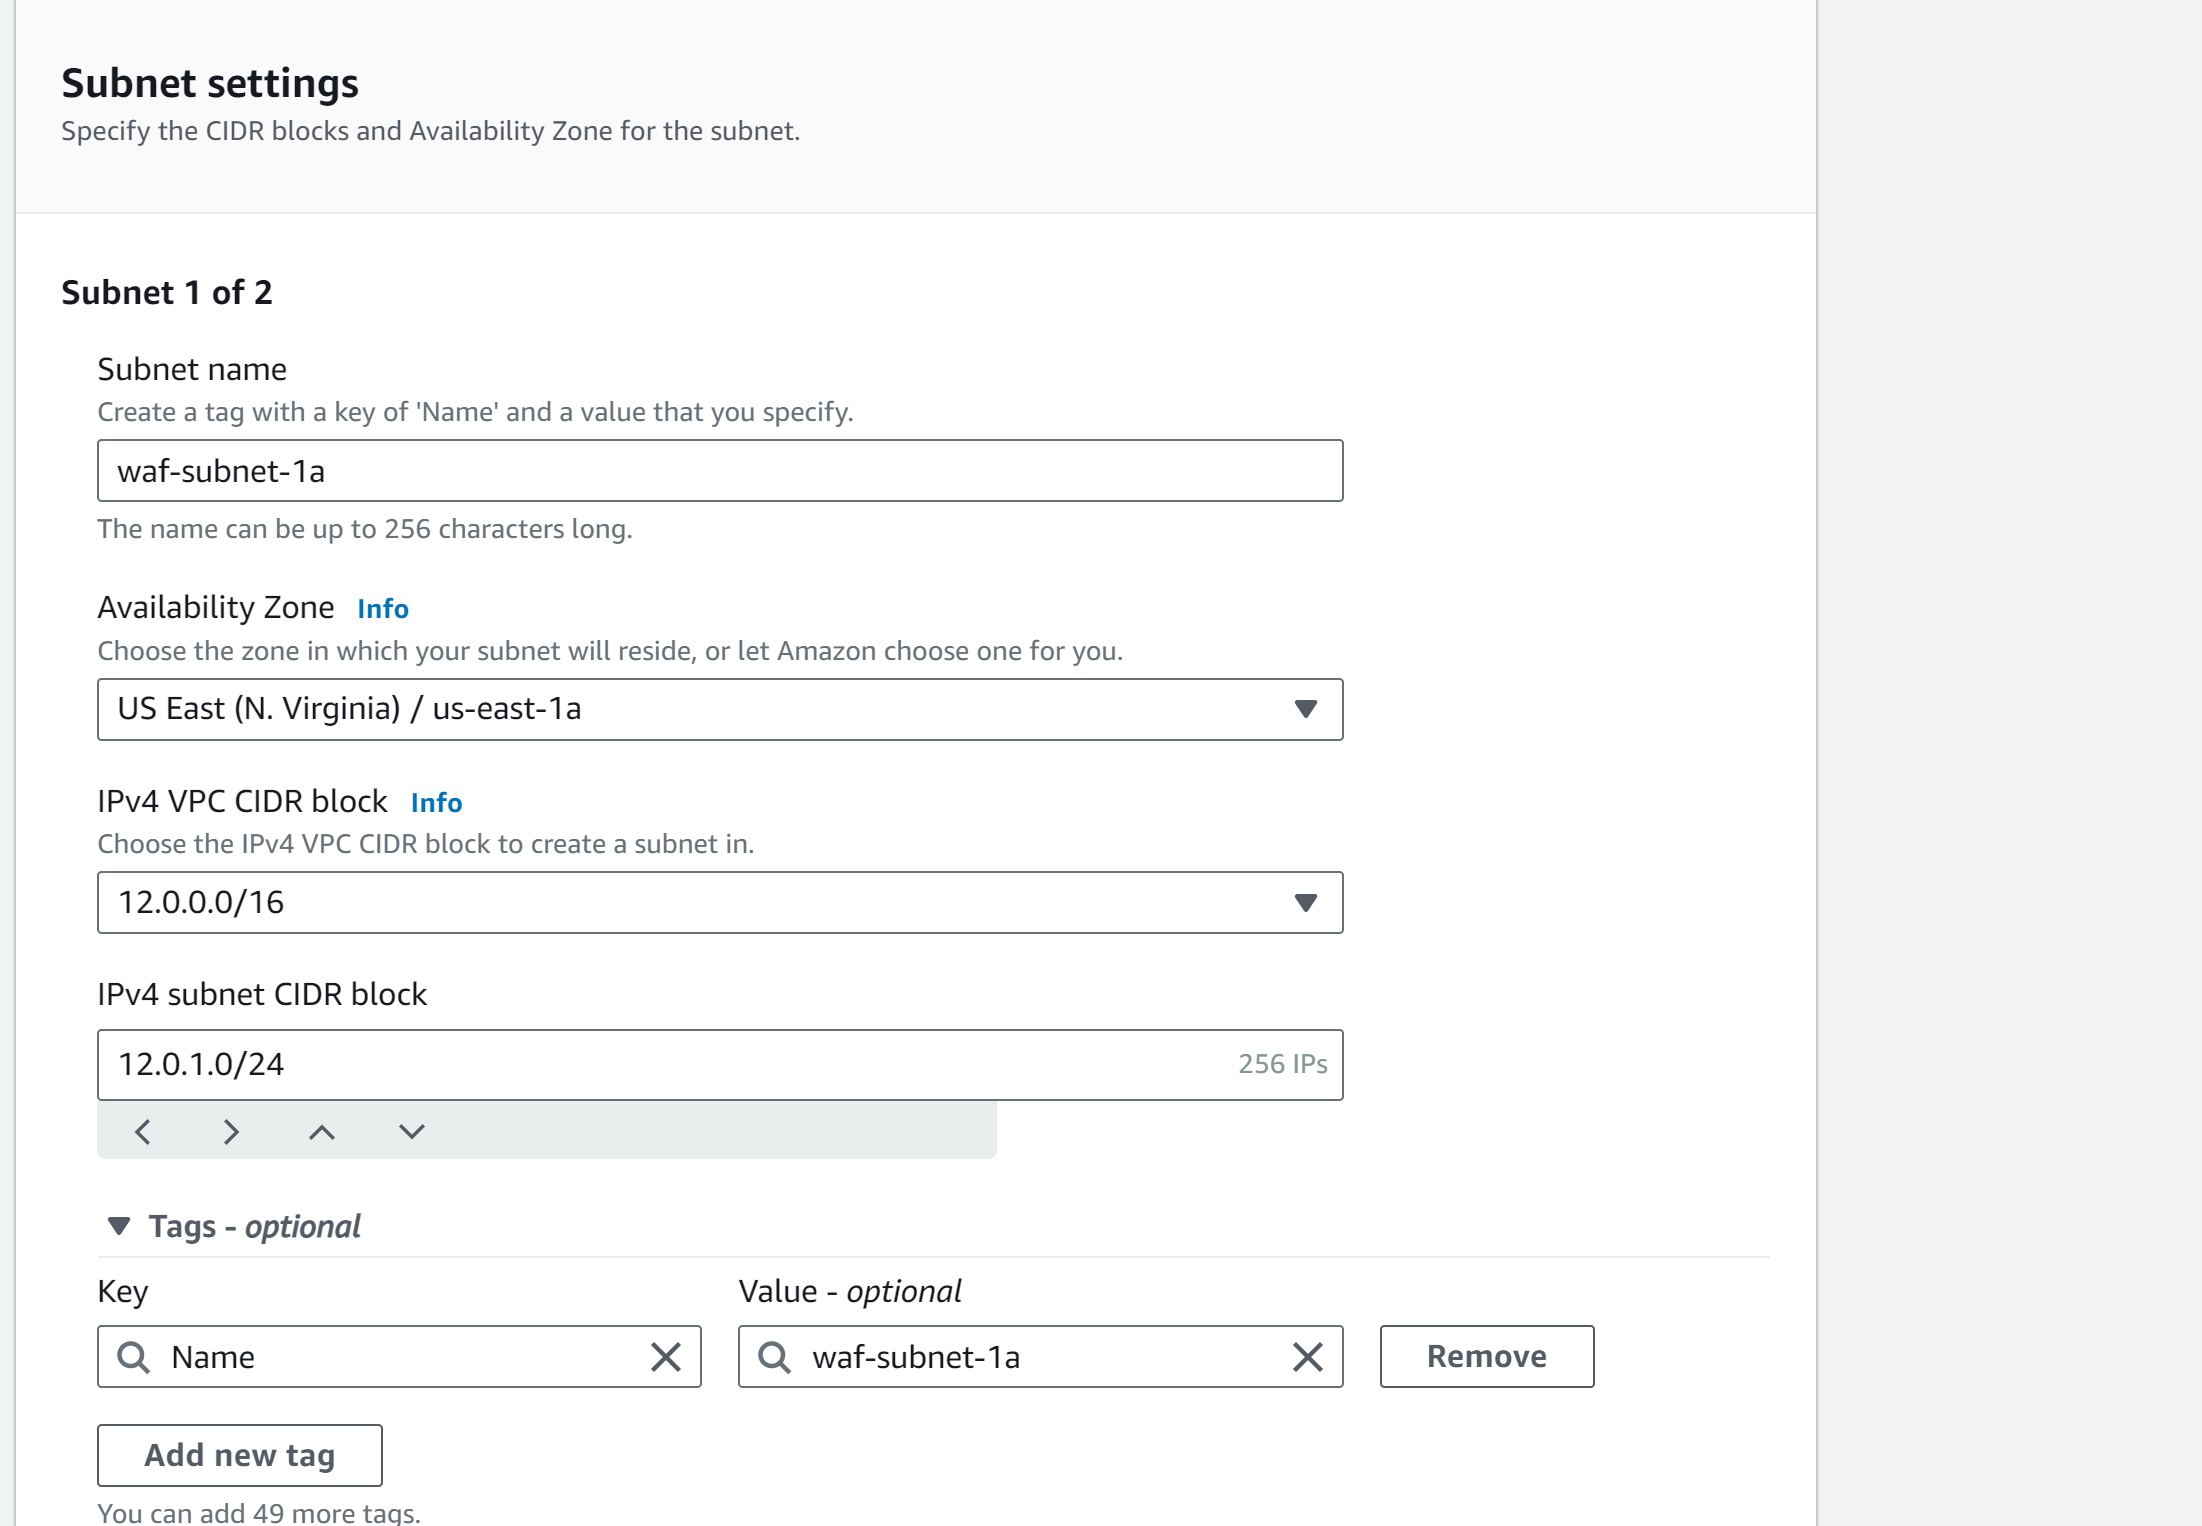 Subnet settings
Specify the CIDR blocks and Availability Zone for the subnet.
Subnet 1 of 2
Subnet name
Create a tag with a key of 'Name' and a value that you specify.
waf-subnet-1a
The name can be up to 256 characters long.
Availability Zone Info
Choose the zone in which your subnet will reside, or let Amazon choose one for you.
US East (N. Virginia) / us-east-1a
IPv4 VPC CIDR block Info
Choose the IPv4 VPC CIDR block to create a subnet in.
12.0.0.0/16
IPv4 subnet CIDR block
12.0.1.0/24 256 IPs
Tags - optional
Key Value - optional
Name waf-subnet-1a Remove
Add new tag
You can add 49 more tags.